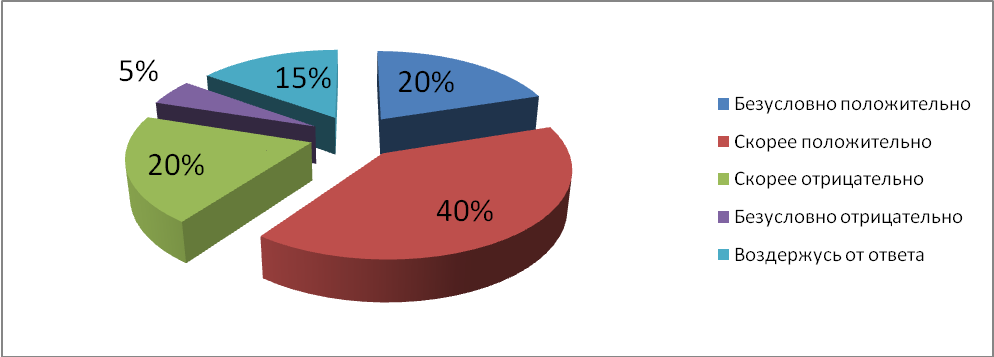 5%
15%
20%
20%
40%
Безусловно положительно
Скорее положительно
Скорее отрицательно
Безусловно отрицательно
Воздержусь от ответа